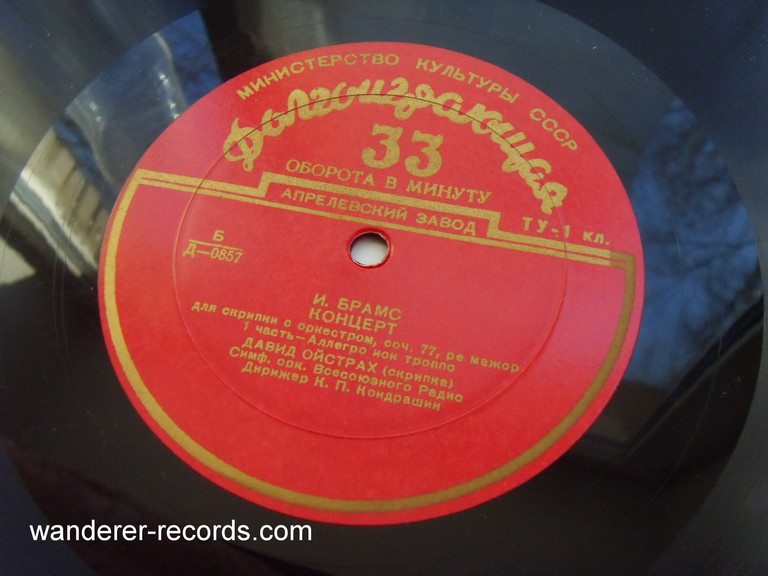 МИНИСТЕРСТВО КУЛЬТУРЫ СССР
Долгоиграющая
33
ОБОРОТА В МИНУТУ
АПРЕЛЕВСКИЙ ЗАВОД
ТУ-1 кл.
Б
Д—0857
И. БРАМС
КОНЦЕРТ
для скрипки с оркестром, соч. 77, ре мажор
1 часть—Аллегро нон троппо
ДАВИД ОЙСТРАХ (скрипка)
Симф. орк. Всесоюзного Радио
Дирижер К. П. Кондрашин
wanderer-records.com